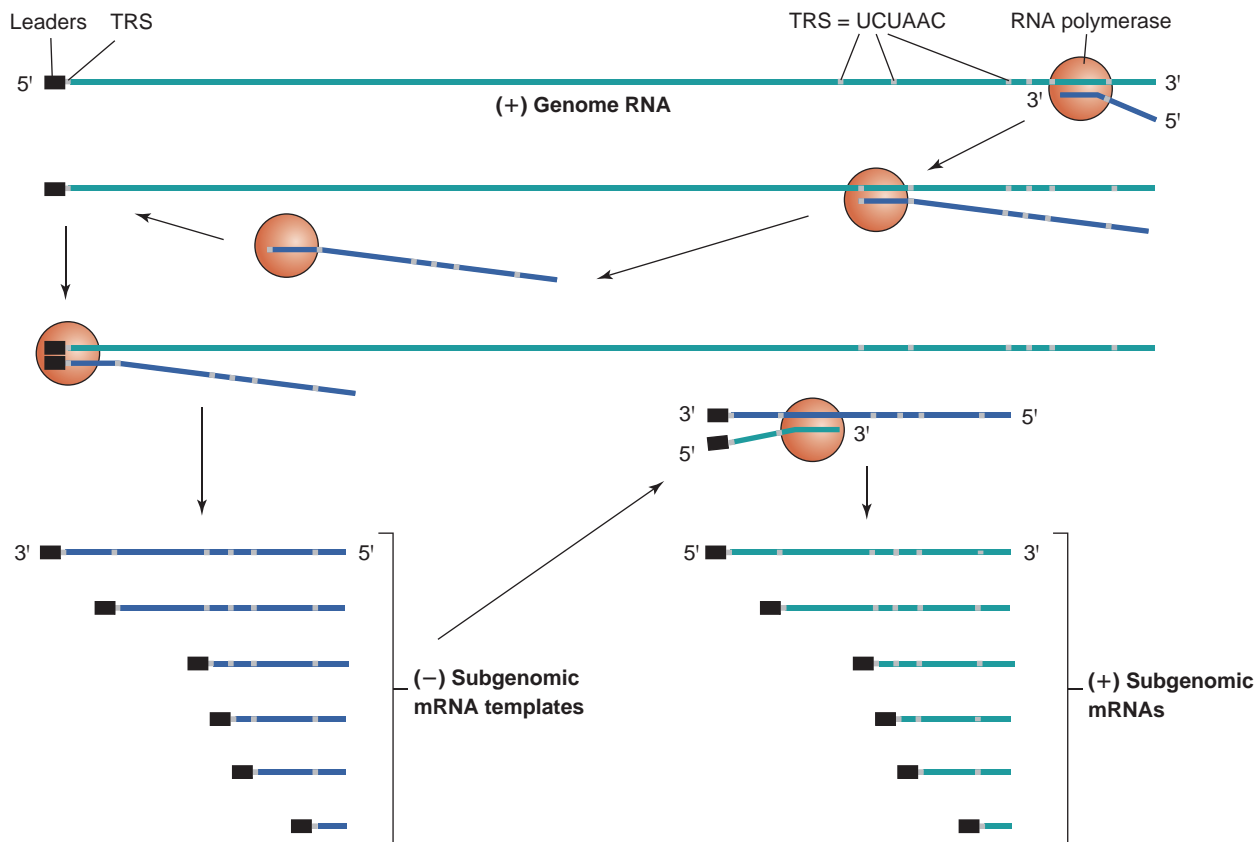 Leaders TRS TRS = UCUAAC RNA polymerase
5' 3'
(+) Genome RNA 3'
5'
3' 5'
3'
5'
3' 5' 5' 3'
(−) Subgenomic
mRNA templates
(+) Subgenomic
mRNAs